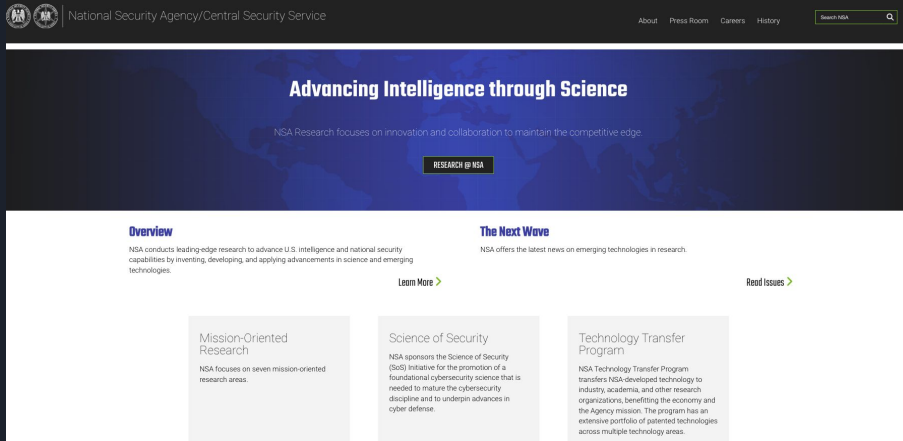 National Security Agency/Central Security Service
About Press Room Careers History
Search NSA
Advancing Intelligence through Science
NSA Research focuses on innovation and collaboration to maintain the competitive edge.
RESEARCH @ NSA
Overview
NSA conducts leading-edge research to advance U.S. intelligence and national security
capabilities by inventing, developing, and applying advancements in science and emerging
technologies.
Learn More
The Next Wave
NSA offers the latest news on emerging technologies in research.
Read Issues
Mission-Oriented
Research
NSA focuses on seven mission-oriented
research areas.
Science of Security
NSA sponsors the Science of Security
(SoS) Initiative for the promotion of a
foundational cybersecurity science that is
needed to mature the cybersecurity
discipline and to underpin advances in
cyber defense.
Technology Transfer
Program
NSA Technology Transfer Program
transfers NSA-developed technology to
industry, academia, and other research
organizations, benefitting the economy and
the Agency mission. The program has an
extensive portfolio of patented technologies
across multiple technology areas.